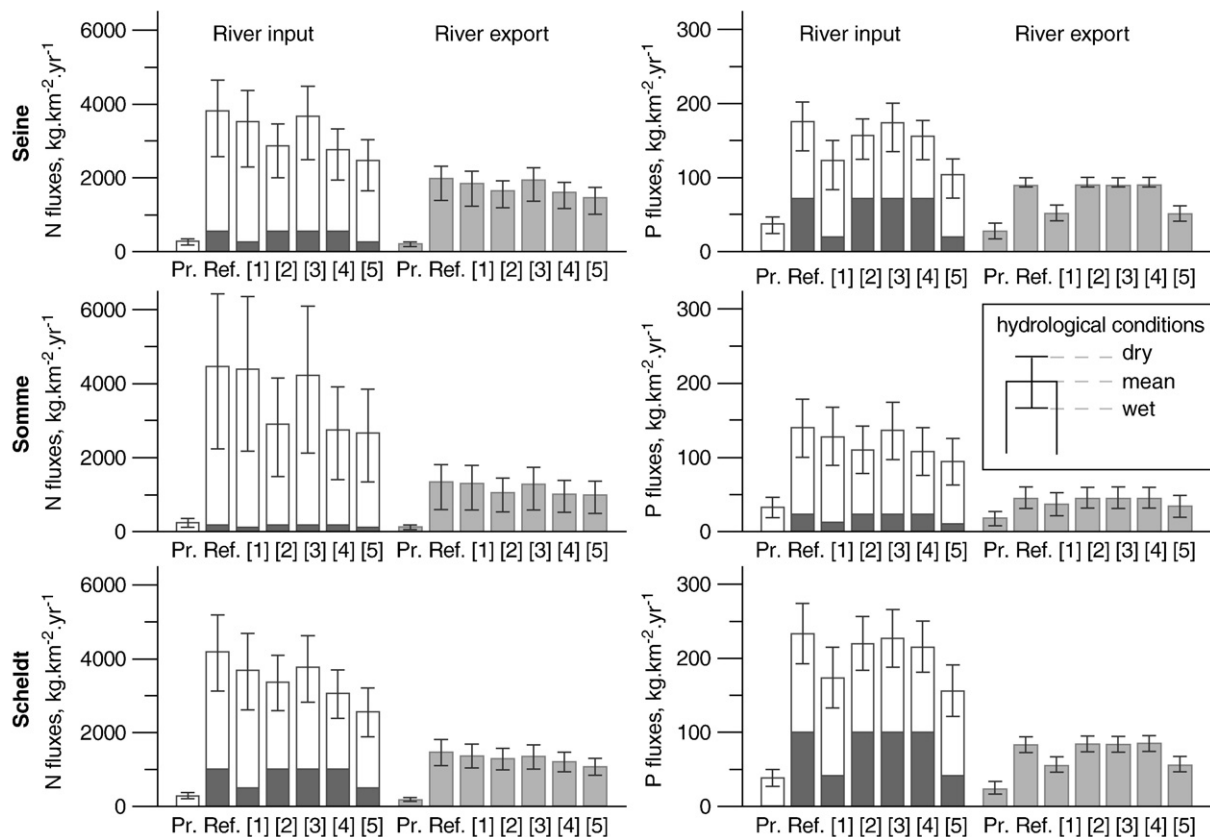 River input River export
Seine
N fluxes, kg.km-2.yr-1
6000
4000
2000
0
Pr. Ref. [1] [2] [3] [4] [5] Pr. Ref. [1] [2] [3] [4] [5]
River input River export
P fluxes, kg.km-2.yr-1
300
200
100
0
Pr. Ref. [1] [2] [3] [4] [5] Pr. Ref. [1] [2] [3] [4] [5]
Somme
N fluxes, kg.km-2.yr-1
6000
4000
2000
0
Pr. Ref. [1] [2] [3] [4] [5] Pr. Ref. [1] [2] [3] [4] [5]
P fluxes, kg.km-2.yr-1
300
200
100
0
Pr. Ref. [1] [2] [3] [4] [5] Pr. Ref. [1] [2] [3] [4] [5]
hydrological conditions
dry
mean
wet
Scheldt
N fluxes, kg.km-2.yr-1
6000
4000
2000
0
Pr. Ref. [1] [2] [3] [4] [5] Pr. Ref. [1] [2] [3] [4] [5]
P fluxes, kg.km-2.yr-1
300
200
100
0
Pr. Ref. [1] [2] [3] [4] [5] Pr. Ref. [1] [2] [3] [4] [5]